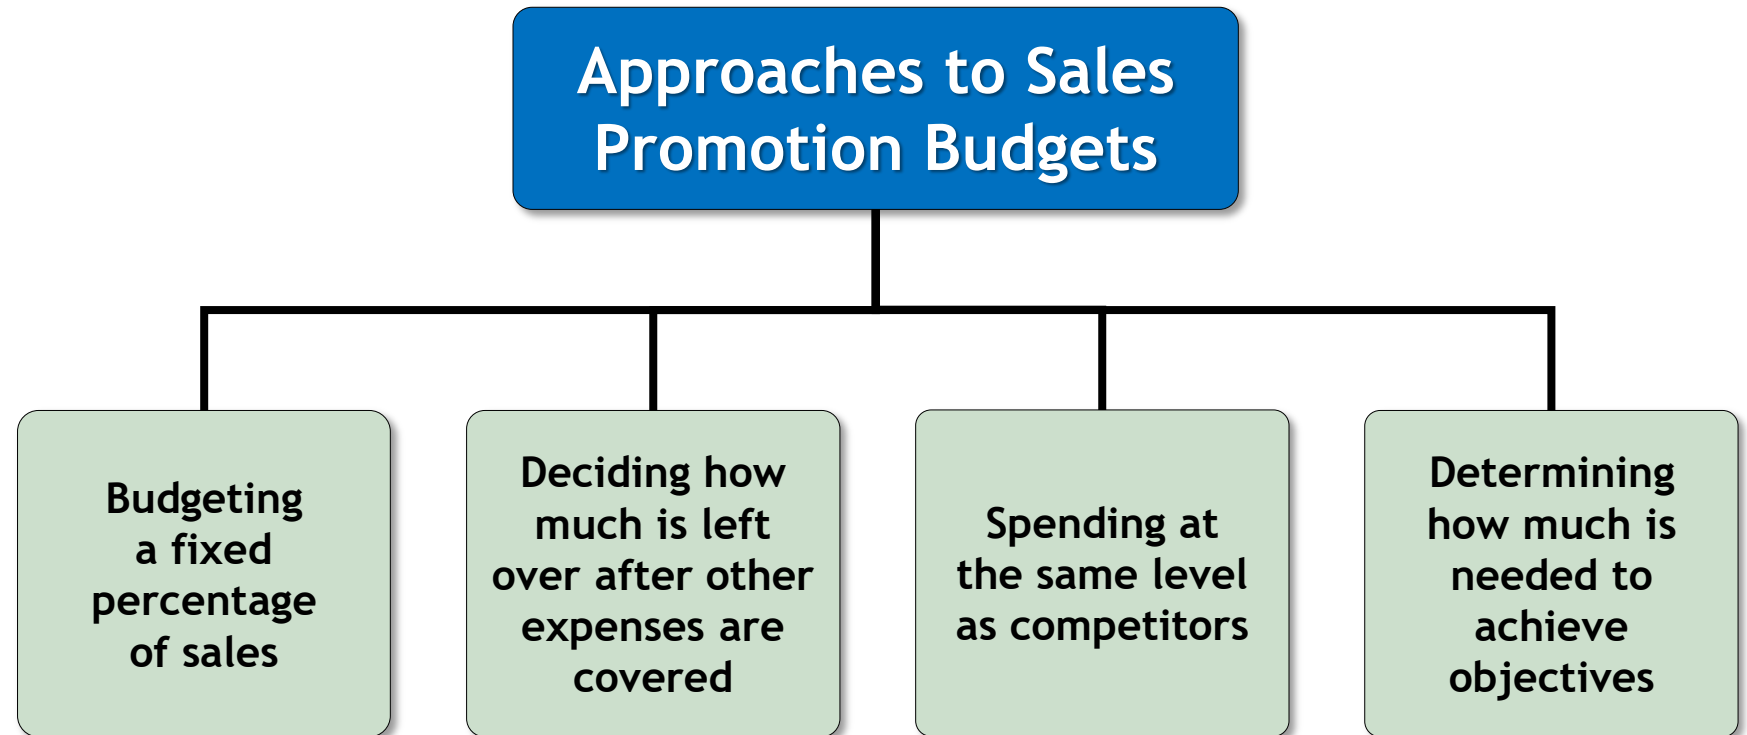 Approaches to Sales
Promotion Budgets
Budgeting
a fixed
percentage
of sales
Deciding how
much is left
over after other
expenses are
covered
Spending at
the same level
as competitors
Determining
how much is
needed to
achieve
objectives